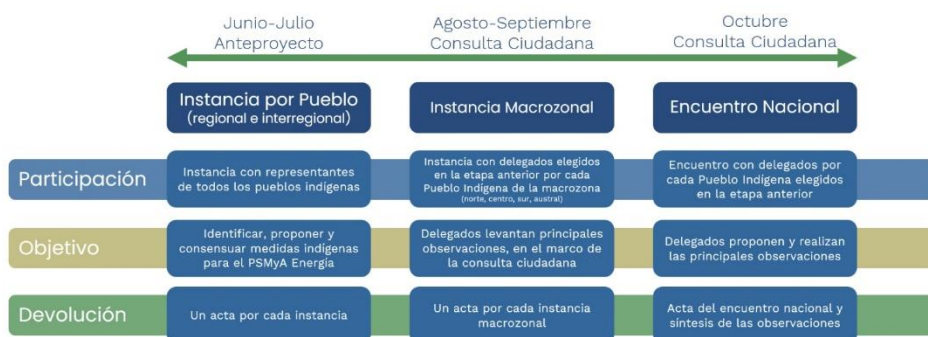 Junio-Julio
Anteproyecto
Agosto-Septiembre
Consulta Ciudadana
Octubre
Consulta Ciudadana
Instancia por Pueblo
(regional e interregional)
Instancia Macrozonal
Encuentro Nacional
Participación
Instancia con representantes
de todos los pueblos indígenas
Instancia con delegados elegidos
en la etapa anterior por cada
Pueblo Indígena de la macrozona
(norte, centro, sur, austral)
Encuentro con delegados por
cada Pueblo Indígena elegidos
en la etapa anterior
Objetivo
Identificar, proponer y
consensuar medidas indígenas
para el PSMyA Energía
Delegados levantan principales
observaciones, en el marco de
la consulta ciudadana
Delegados proponen y realizan
las principales observaciones
Devolución
Un acta por cada instancia
Un acta por cada instancia
macrozonal
Acta del encuentro nacional y
síntesis de las observaciones